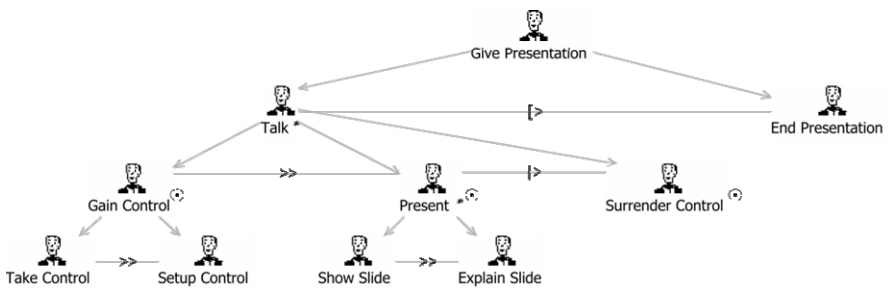 Give Presentation
Talk *
[>
End Presentation
Gain Control
>>
Present *
[>
Surrender Control
Take Control
>>
Setup Control
Show Slide
>>
Explain Slide